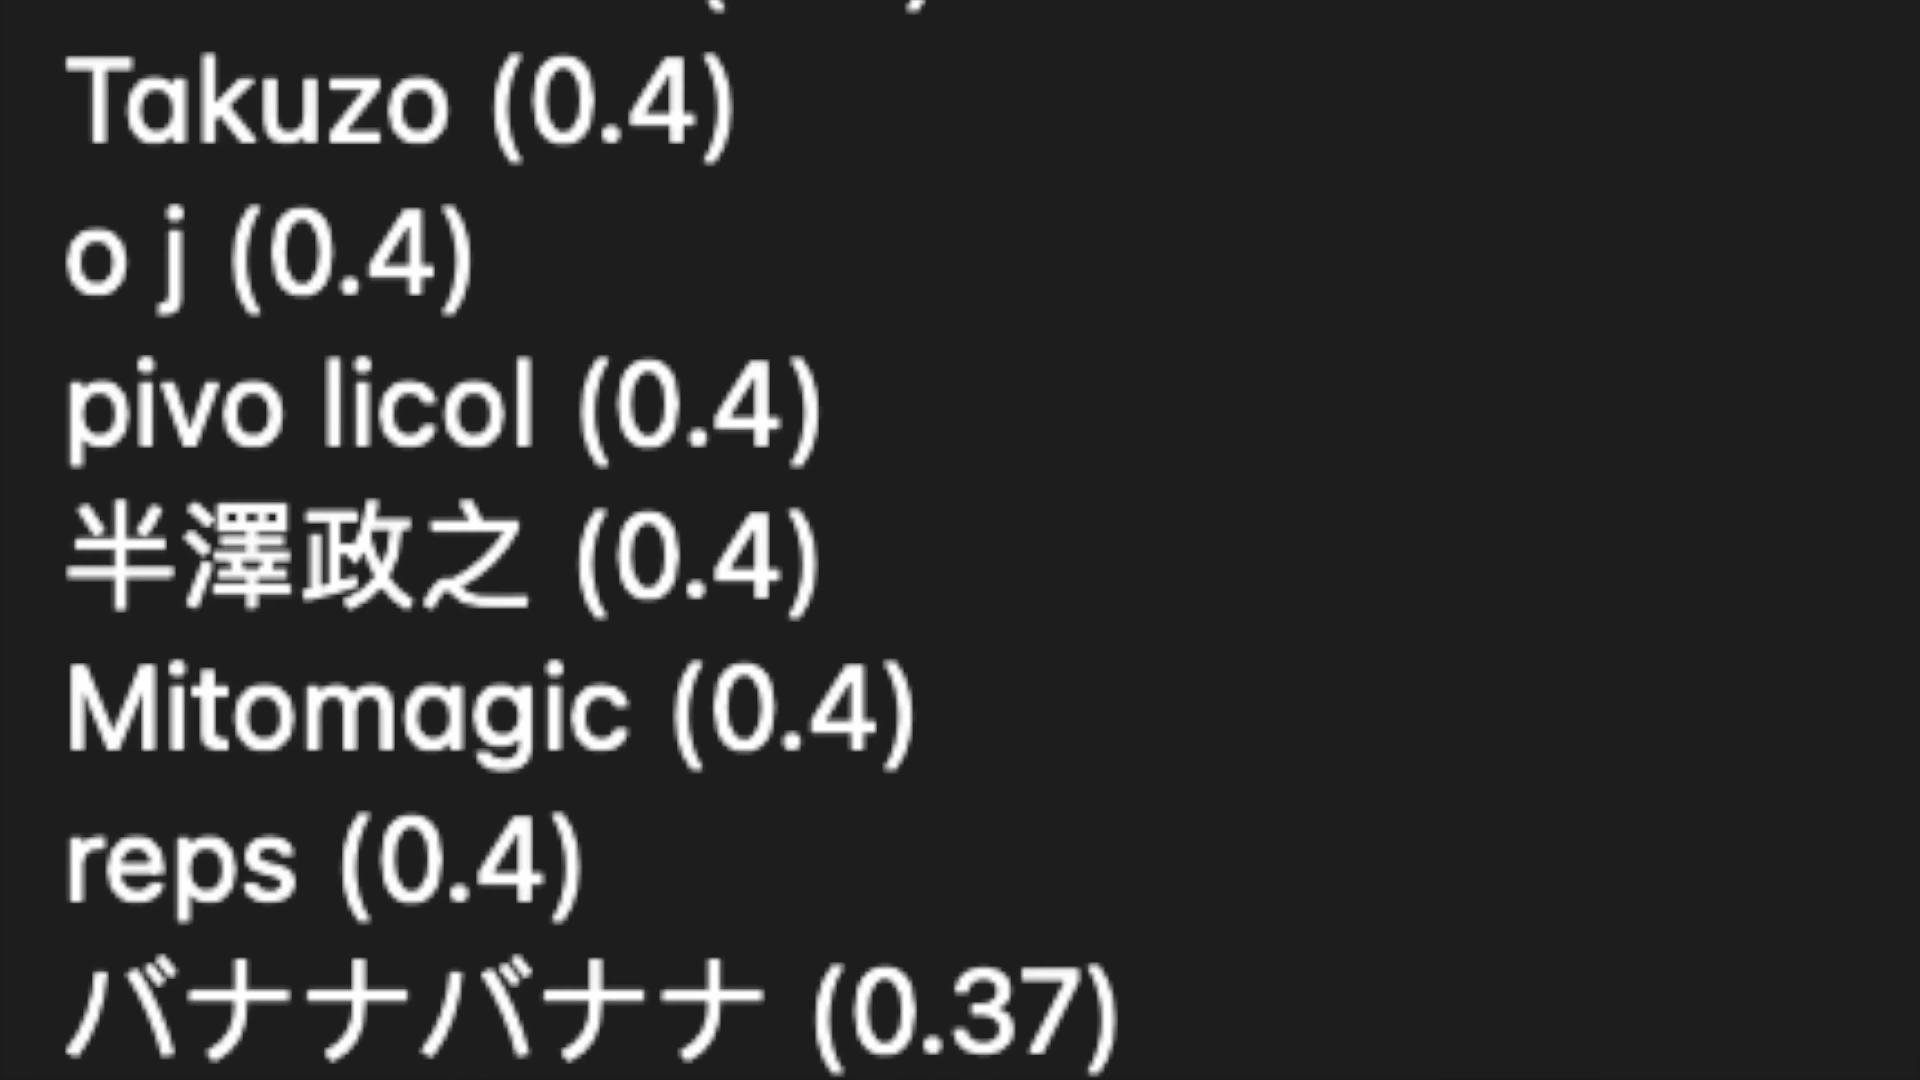 Takuzo (0.4)
o j (0.4)
pivo licol (0.4)
半澤政之 (0.4)
Mitomagic (0.4)
reps (0.4)
バナナバナナ (0.37)